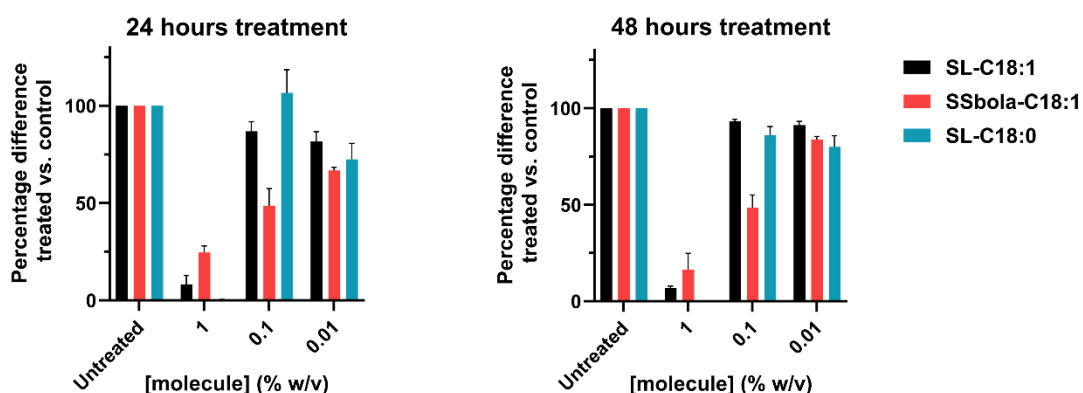 24 hours treatment
Percentage difference
treated vs. control
100
50
0
Untreated
1
0.1
0.01
[molecule] (% w/v)
48 hours treatment
Percentage difference
treated vs. control
100
50
0
Untreated
1
0.1
0.01
[molecule] (% w/v)
SL-C18:1
SSbola-C18:1
SL-C18:0